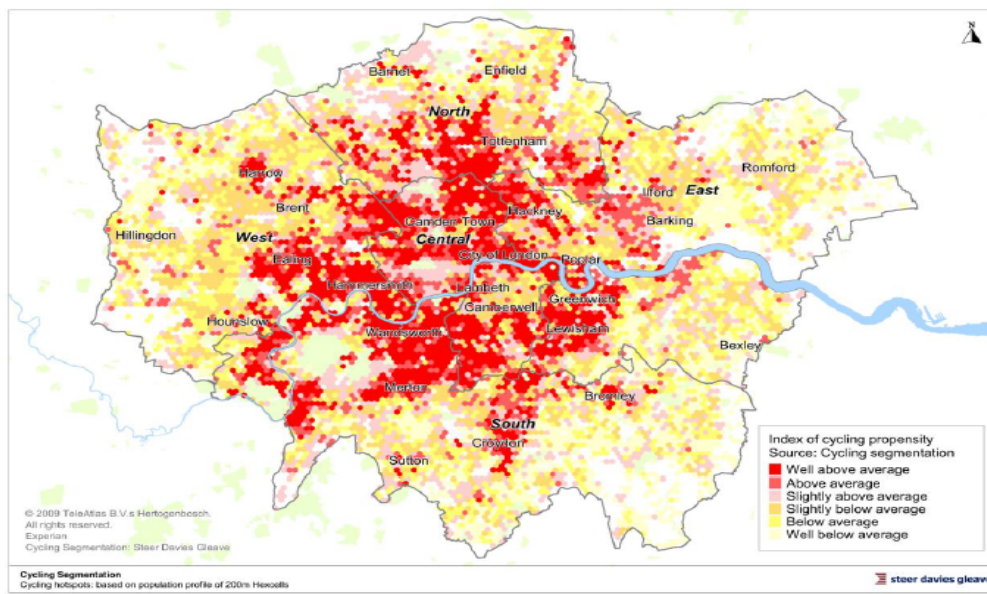 N
Barnet
Enfield
North
Tottenham
Harrow
Romford
Ilford East
Brent
Hackney
Barking
Camden Town
Hillingdon
West
Central
Ealing
City of London
Poplar
Hammersmith
Lambeth
Greenwich
Camberwell
Hounslow
Wandsworth
Lewisham
Bexley
Merton
Bromley
South
Croydon
Sutton
Index of cycling propensity
Source: Cycling segmentation
Well above average
Above average
Slightly above average
Slightly below average
Below average
Well below average
© 2009 TeleAtlas B.V.s Hertogenbosch.
All rights reserved.
Experian
Cycling Segmentation: Steer Davies Gleave
Cycling Segmentation
Cycling hotspots: based on population profile of 200m Hexcells
steer davies gleave